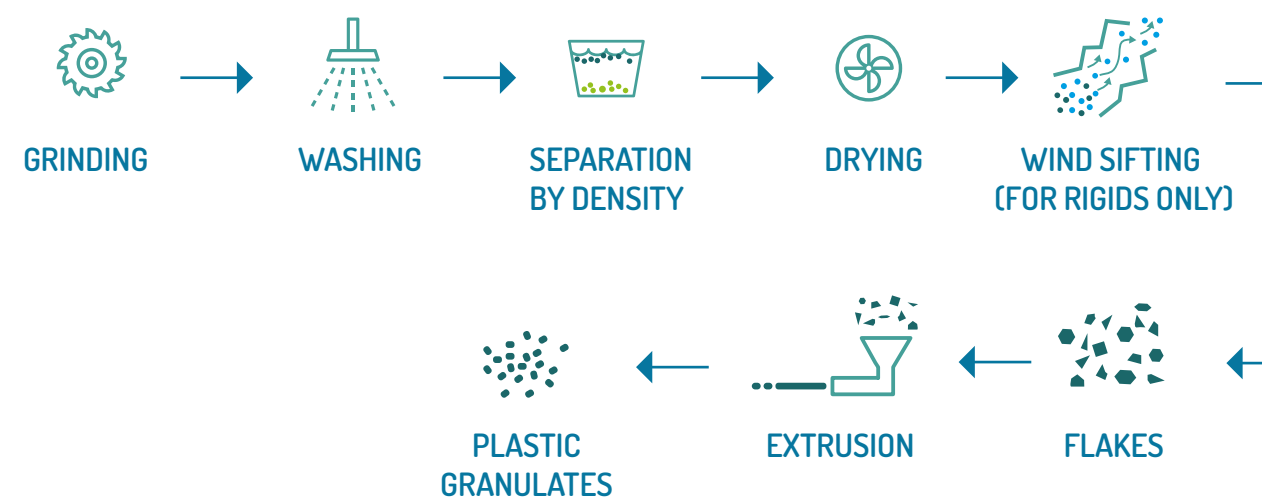 GRINDING
WASHING
SEPARATION
BY DENSITY
DRYING
WIND SIFTING
(FOR RIGIDS ONLY)
FLAKES
EXTRUSION
PLASTIC
GRANULATES